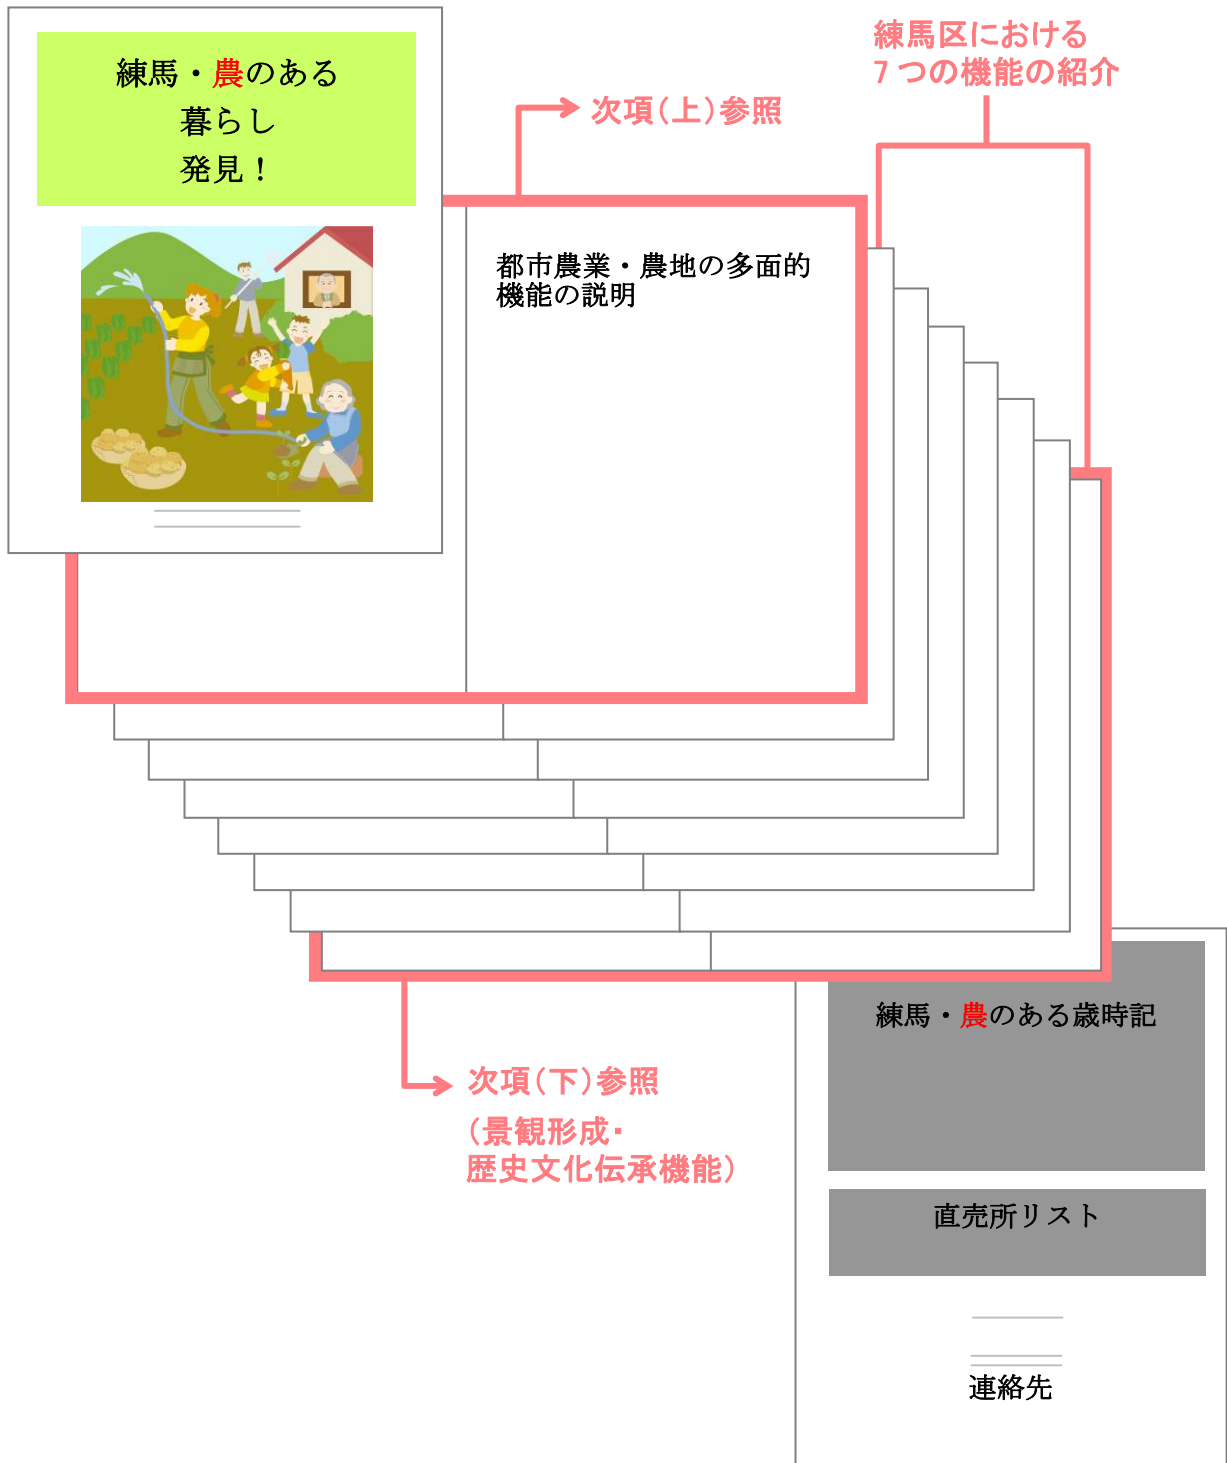 練馬・農のある
暮らし
発見！
次項（上）参照
練馬区における
7つの機能の紹介
都市農業・農地の多面的
機能の説明
次項（下）参照
（景観形成・
歴史文化伝承機能）
練馬・農のある歳時記
直売所リスト
連絡先